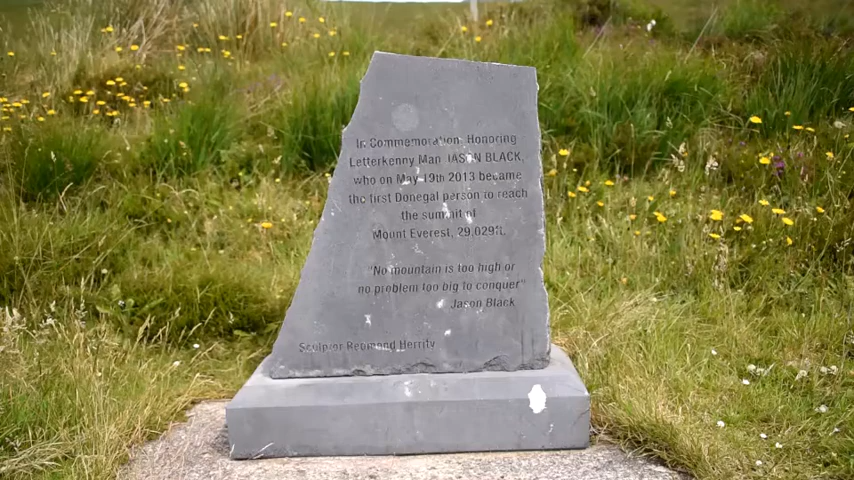 In Commemoration: Honoring
Letterkenny Man JASON BLACK,
who on May 19th 2013 became
the first Donegal person to reach
the summit of
Mount Everest, 29,029ft.
"No mountain is too high or
no problem too big to conquer"
Jason Black
Sculptor Redmond Herrity